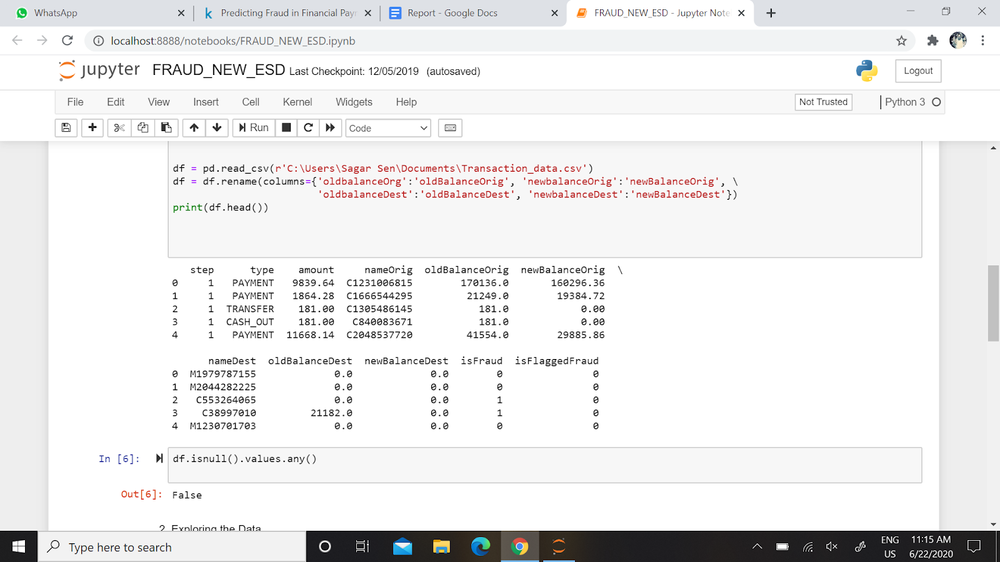 WhatsApp
Predicting Fraud in Financial Payr
Report - Google Docs
FRAUD_NEW_ESD - Jupyter Note
localhost:8888/notebooks/FRAUD_NEW_ESD.ipynb
jupyter FRAUD_NEW_ESD Last Checkpoint: 12/05/2019 (autosaved)
Logout
File Edit View Insert Cell Kernel Widgets Help
Not Trusted
Python 3
Run
Code
df = pd.read_csv(r'C:\Users\Sagar Sen\Documents\Transaction_data.csv')
df = df.rename(columns={'oldbalanceOrg':'oldBalanceOrig', 'newbalanceOrig':'newBalanceOrig', \
'oldbalanceDest':'oldBalanceDest', 'newbalanceDest':'newBalanceDest'})
print(df.head())
step type amount nameOrig oldBalanceOrig newBalanceOrig \
0 1 PAYMENT 9839.64 C1231006815 170136.0 160296.36
1 1 PAYMENT 1864.28 C1666544295 21249.0 19384.72
2 1 TRANSFER 181.00 C1305486145 181.0 0.00
3 1 CASH_OUT 181.00 C840083671 181.0 0.00
4 1 PAYMENT 11668.14 C2048537720 41554.0 29885.86
nameDest oldBalanceDest newBalanceDest isFraud isFlaggedFraud
0 M1979787155 0.0 0.0 0 0
1 M2044282225 0.0 0.0 0 0
2 C553264065 0.0 0.0 1 0
3 C38997010 21182.0 0.0 1 0
4 M1230701703 0.0 0.0 0 0
In [6]: df.isnull().values.any()
Out[6]: False
2. Exploring the Data
Type here to search
ENG
US
11:15 AM
6/22/2020